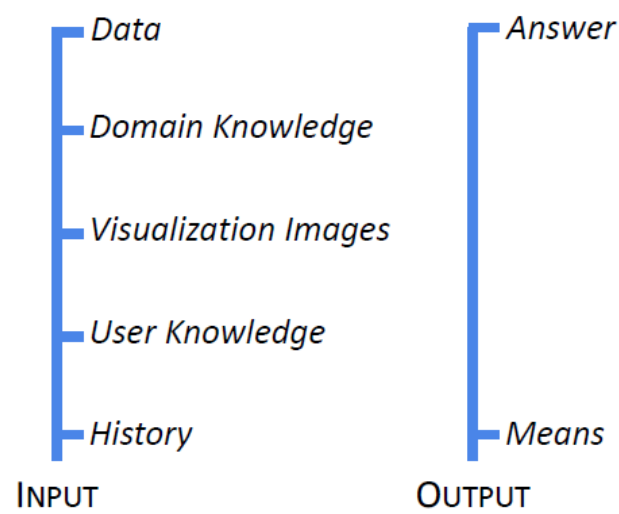 Data
Domain Knowledge
Visualization Images
User Knowledge
History
INPUT
Answer
Means
OUTPUT